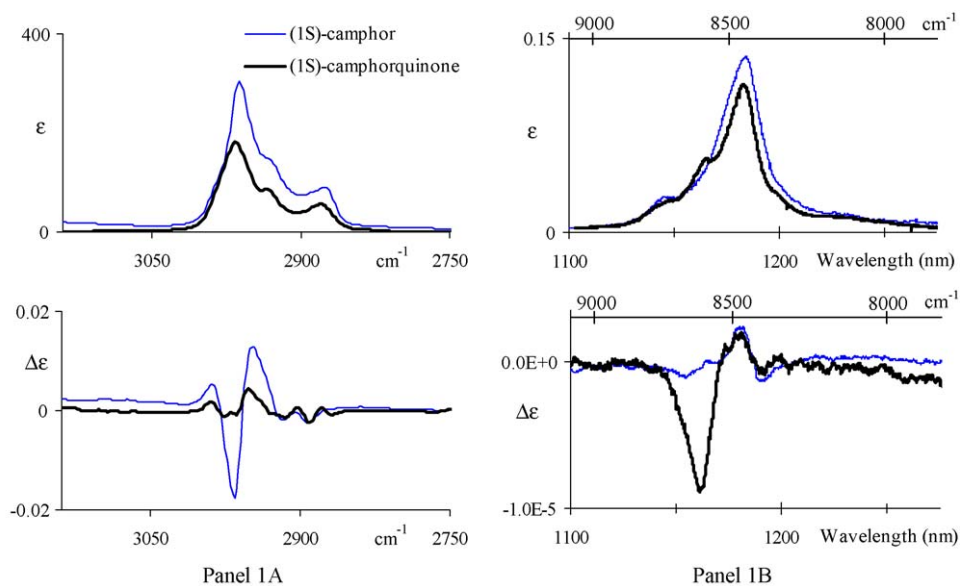 9000 8500 8000 cm-1
400
(1S)-camphor
(1S)-camphorquinone
ε
0
3050 2900 cm-1 2750
0.15
ε
0
1100 1200 Wavelength (nm)
0.02
Δε
0
-0.02
3050 2900 cm-1 2750
9000 8500 8000 cm-1
0.0E+0
Δε
-1.0E-5
1100 1200 Wavelength (nm)
Panel 1A
Panel 1B